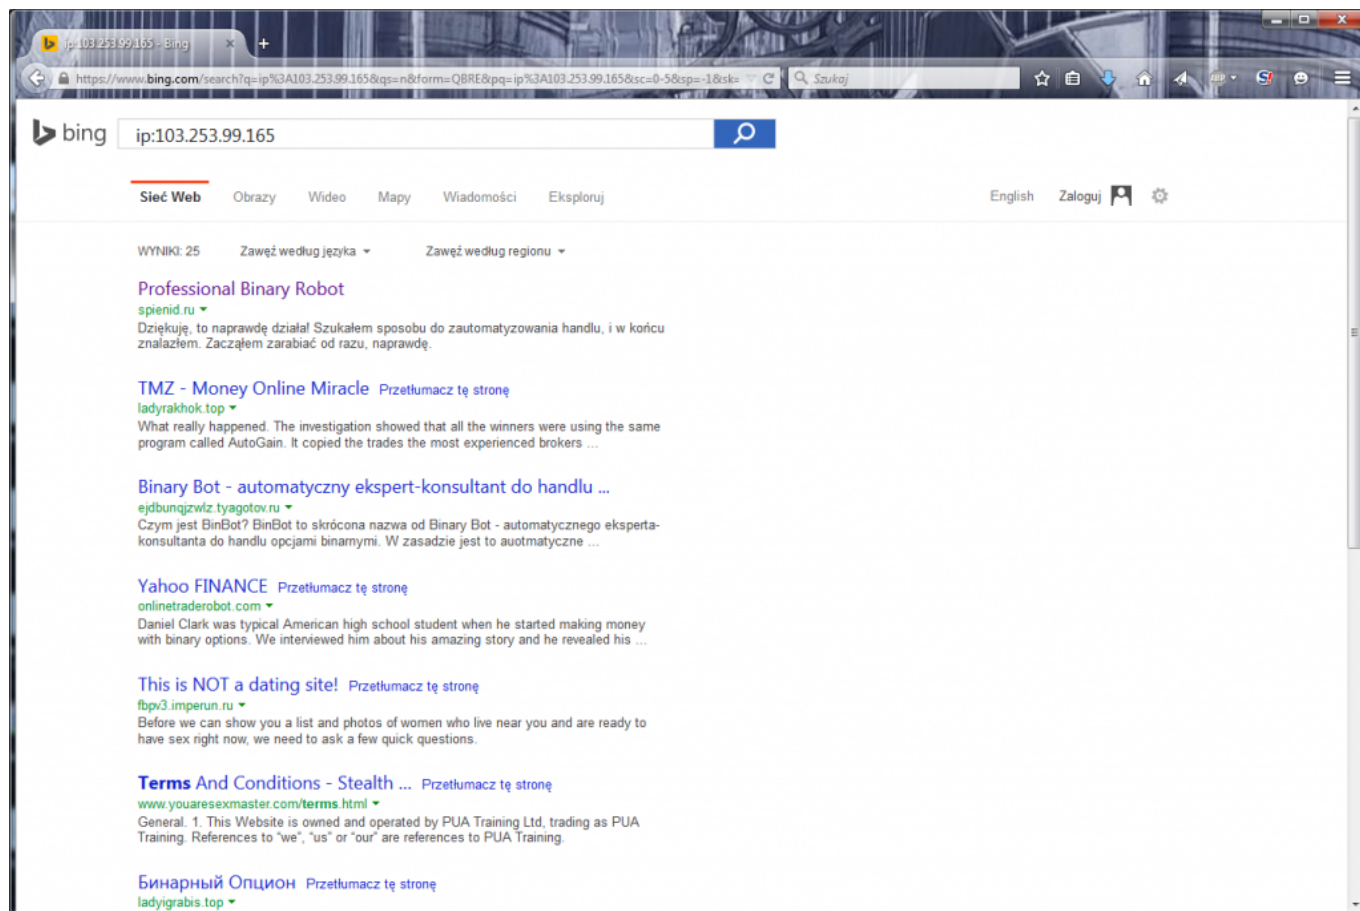 ip:103.253.99.165 - Bing
https://www.bing.com/search?q=ip%3A103.253.99.165&qs=n&form=QBRE&pq=ip%3A103.253.99.165&sc=0-5&sp=-1&sk=
Szukaj
bing
ip:103.253.99.165
Sieć Web Obrazy Wideo Mapy Wiadomości Eksploruj English Zaloguj
WYNIKI: 25 Zawęź według języka Zawęź według regionu
Professional Binary Robot
spienid.ru
Dziękuję, to naprawdę działa! Szukałem sposobu do zautomatyzowania handlu, i w końcu
znalazłem. Zacząłem zarabiać od razu, naprawdę.
TMZ - Money Online Miracle Przetłumacz tę stronę
ladyrakhok.top
What really happened. The investigation showed that all the winners were using the same
program called AutoGain. It copied the trades the most experienced brokers ...
Binary Bot - automatyczny ekspert-konsultant do handlu ...
ejdbunqjzwlz.tyagotov.ru
Czym jest BinBot? BinBot to skrócona nazwa od Binary Bot - automatycznego eksperta-
konsultanta do handlu opcjami binarnymi. W zasadzie jest to auotmatyczne ...
Yahoo FINANCE Przetłumacz tę stronę
onlinetraderobot.com
Daniel Clark was typical American high school student when he started making money
with binary options. We interviewed him about his amazing story and he revealed his ...
This is NOT a dating site! Przetłumacz tę stronę
fbpv3.imperun.ru
Before we can show you a list and photos of women who live near you and are ready to
have sex right now, we need to ask a few quick questions.
Terms And Conditions - Stealth ... Przetłumacz tę stronę
www.youaresexmaster.com/terms.html
General. 1. This Website is owned and operated by PUA Training Ltd, trading as PUA
Training. References to "we", "us" or "our" are references to PUA Training.
Бинарный Опцион Przetłumacz tę stronę
ladyigrabis.top